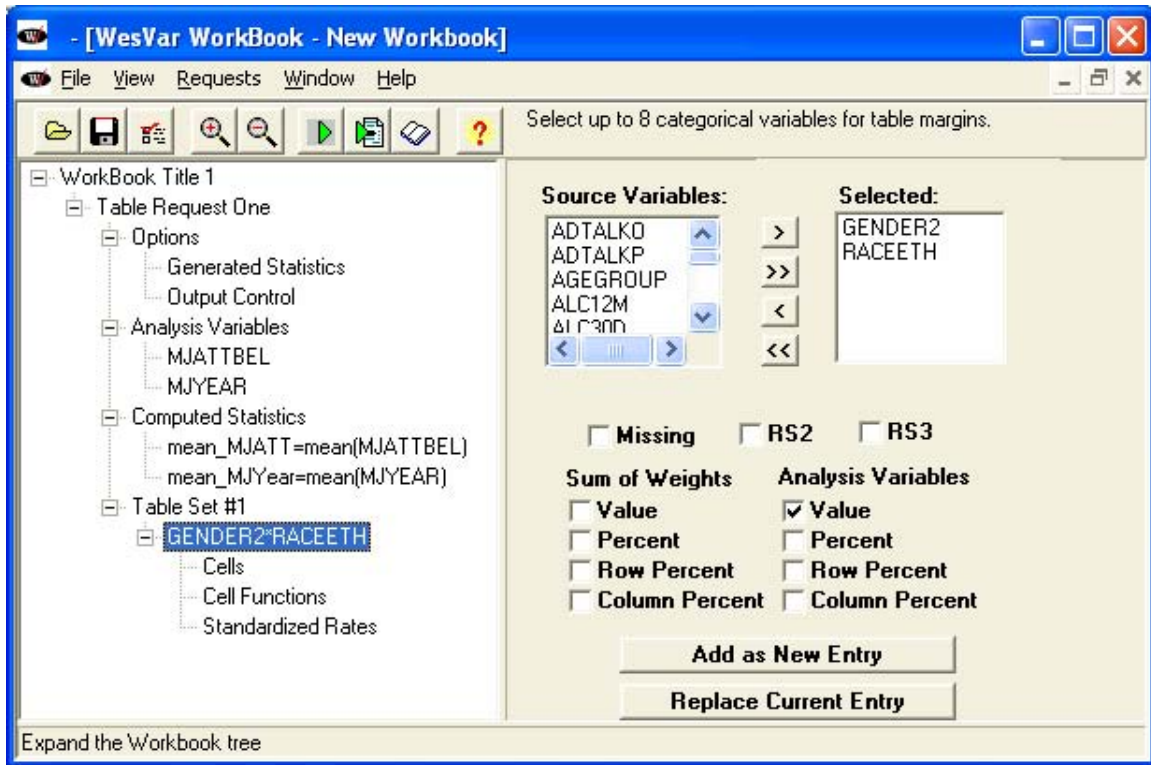 - [WesVar WorkBook - New Workbook]
File View Requests Window Help
Select up to 8 categorical variables for table margins.
WorkBook Title 1
Table Request One
Options
Generated Statistics
Output Control
Analysis Variables
MJATTBEL
MJYEAR
Computed Statistics
mean_MJATT=mean(MJATTBEL)
mean_MJYear=mean(MJYEAR)
Table Set #1
GENDER2*RACEETH
Cells
Cell Functions
Standardized Rates
Source Variables:
ADTALKO
ADTALKP
AGEGROUP
ALC12M
ALC30D
>
>>
<
<<
Selected:
GENDER2
RACEETH
Missing RS2 RS3
Sum of Weights Analysis Variables
Value Value
Percent Percent
Row Percent Row Percent
Column Percent Column Percent
Add as New Entry
Replace Current Entry
Expand the Workbook tree